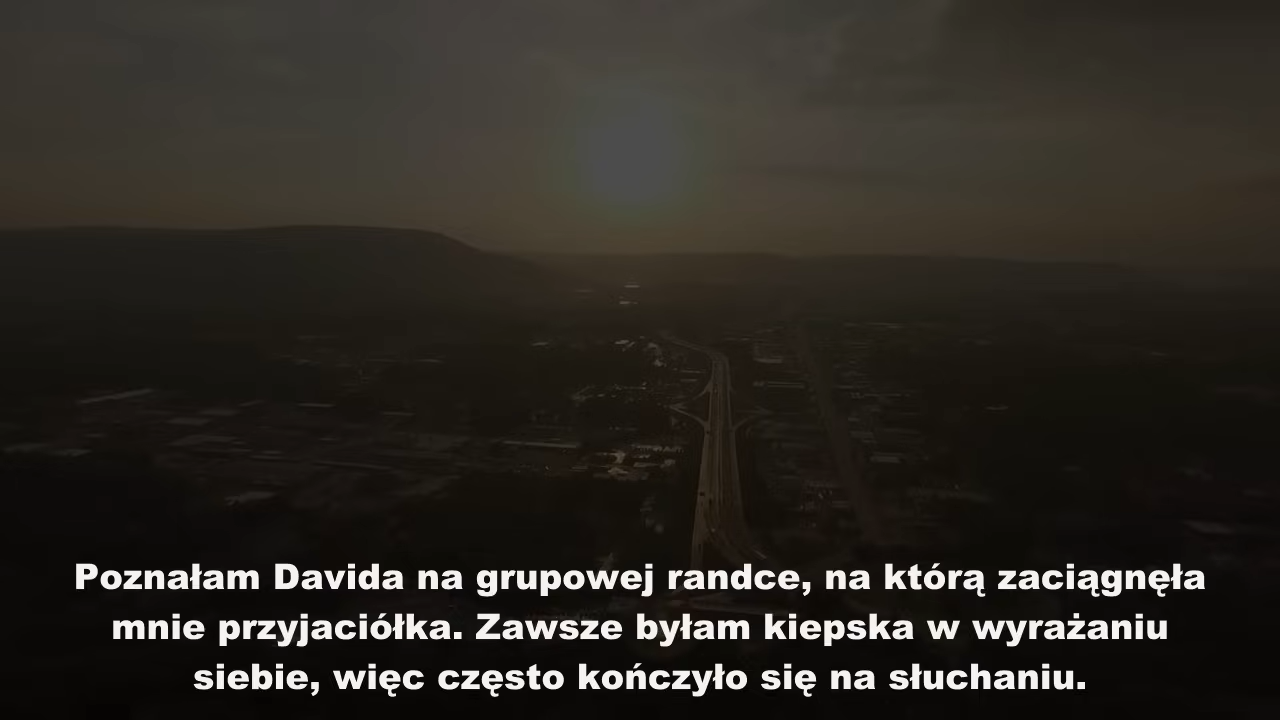 Poznałam Davida na grupowej randce, na którą zaciągnęła
mnie przyjaciółka. Zawsze byłam kiepska w wyrażaniu
siebie, więc często kończyło się na słuchaniu.